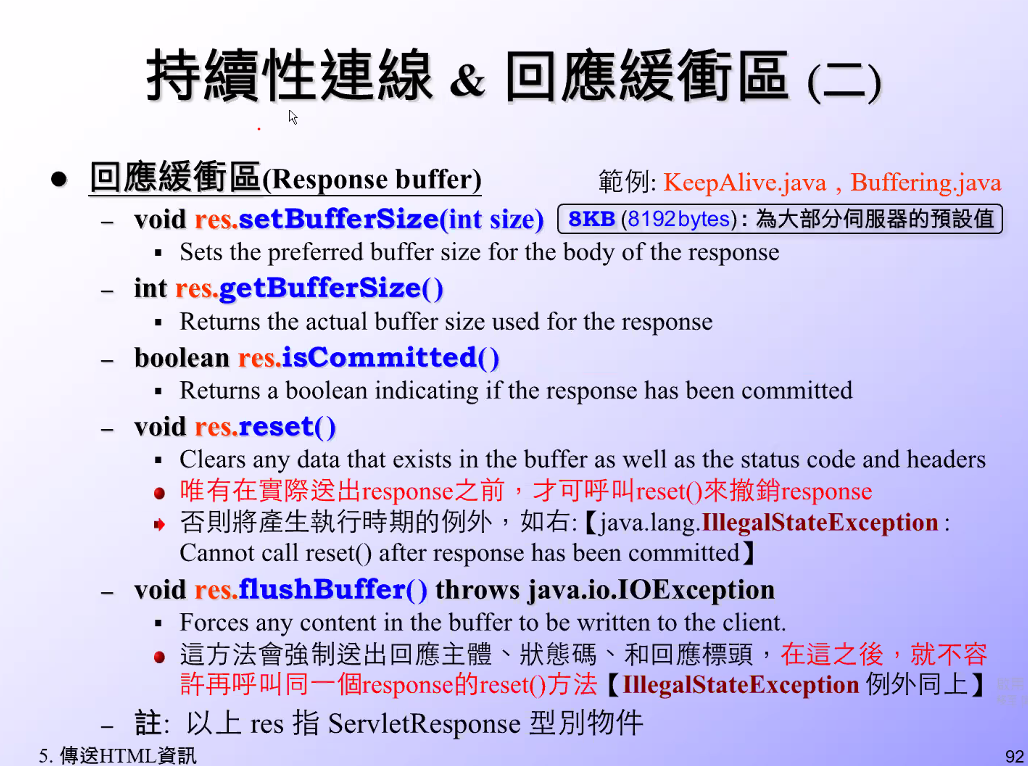 持續性連線 & 回應緩衝區 (二)
● 回應緩衝區(Response buffer)
範例: KeepAlive.java , Buffering.java
– void res.setBufferSize(int size)
8KB (8192bytes) : 為大部分伺服器的預設值
▪ Sets the preferred buffer size for the body of the response
– int res.getBufferSize()
▪ Returns the actual buffer size used for the response
– boolean res.isCommitted()
▪ Returns a boolean indicating if the response has been committed
– void res.reset()
▪ Clears any data that exists in the buffer as well as the status code and headers
唯有在實際送出response之前，才可呼叫reset()來撤銷response
否則將產生執行時期的例外，如右:【java.lang.IllegalStateException :
Cannot call reset() after response has been committed】
– void res.flushBuffer() throws java.io.IOException
▪ Forces any content in the buffer to be written to the client.
這方法會強制送出回應主體、狀態碼、和回應標頭，在這之後，就不容
許再呼叫同一個response的reset()方法【IllegalStateException 例外同上】
– 註: 以上 res 指 ServletResponse 型別物件
5. 傳送HTML資訊
92